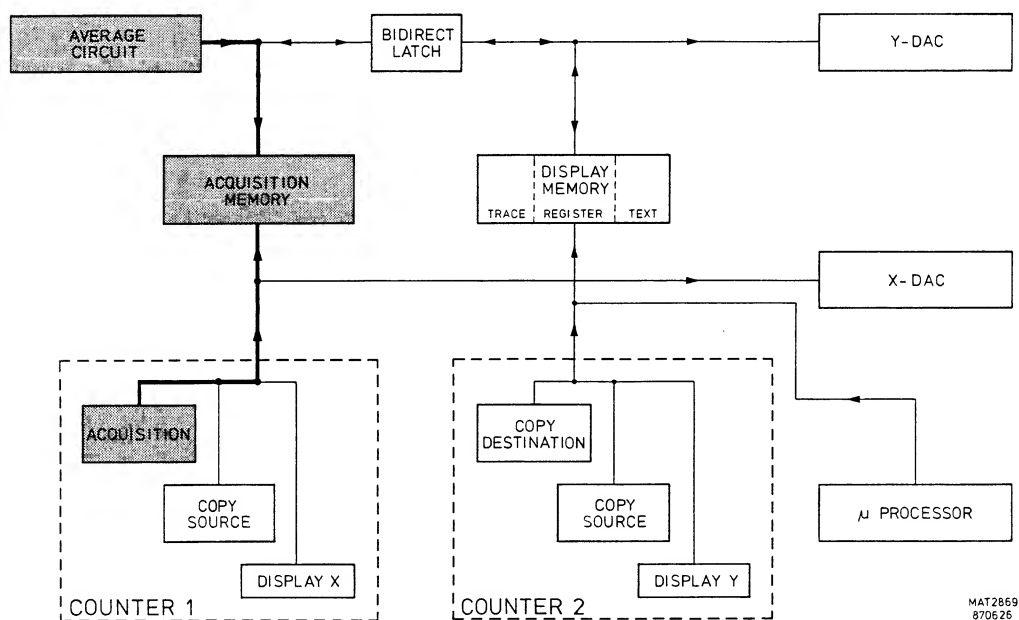 AVERAGE
CIRCUIT
BIDIRECT
LATCH
Y-DAC
ACQUISITION
MEMORY
DISPLAY
MEMORY
TRACE REGISTER TEXT
X-DAC
ACQUISITION
COPY
SOURCE
DISPLAY X
COUNTER 1
COPY
DESTINATION
COPY
SOURCE
DISPLAY Y
COUNTER 2
μ PROCESSOR
MAT2869
870626